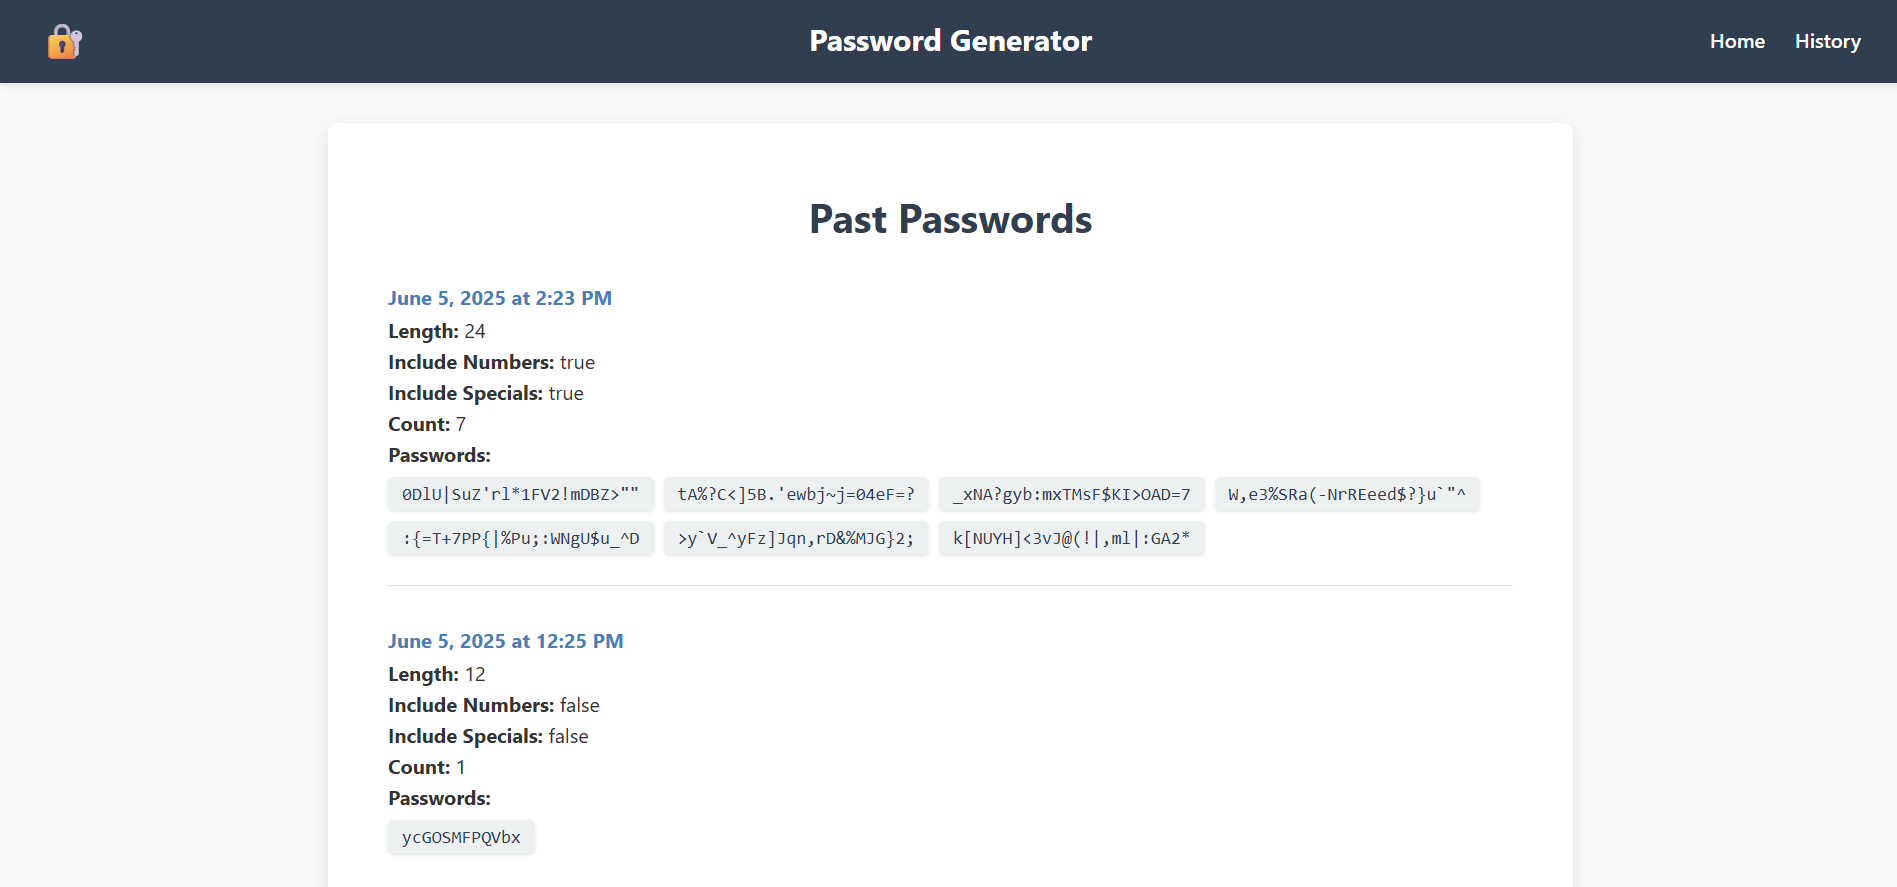 Password Generator
Home History
Past Passwords
June 5, 2025 at 2:23 PM
Length: 24
Include Numbers: true
Include Specials: true
Count: 7
Passwords:
0DlU|SuZ'rl*1FV2!mDBZ>"" tA%?C<]5B.'ewbj~j=04eF=? _xNA?gyb:mxTMsF$KI>OAD=7 W,e3%SRa(-NrREeed$?}u`"^
:{=T+7PP{|%Pu;:WNgU$u_^D >y`V_^yFz]Jqn,rD&%MJG}2; k[NUYH]<3vJ@(!|,ml|:GA2*
June 5, 2025 at 12:25 PM
Length: 12
Include Numbers: false
Include Specials: false
Count: 1
Passwords:
ycGOSMFPQVbx